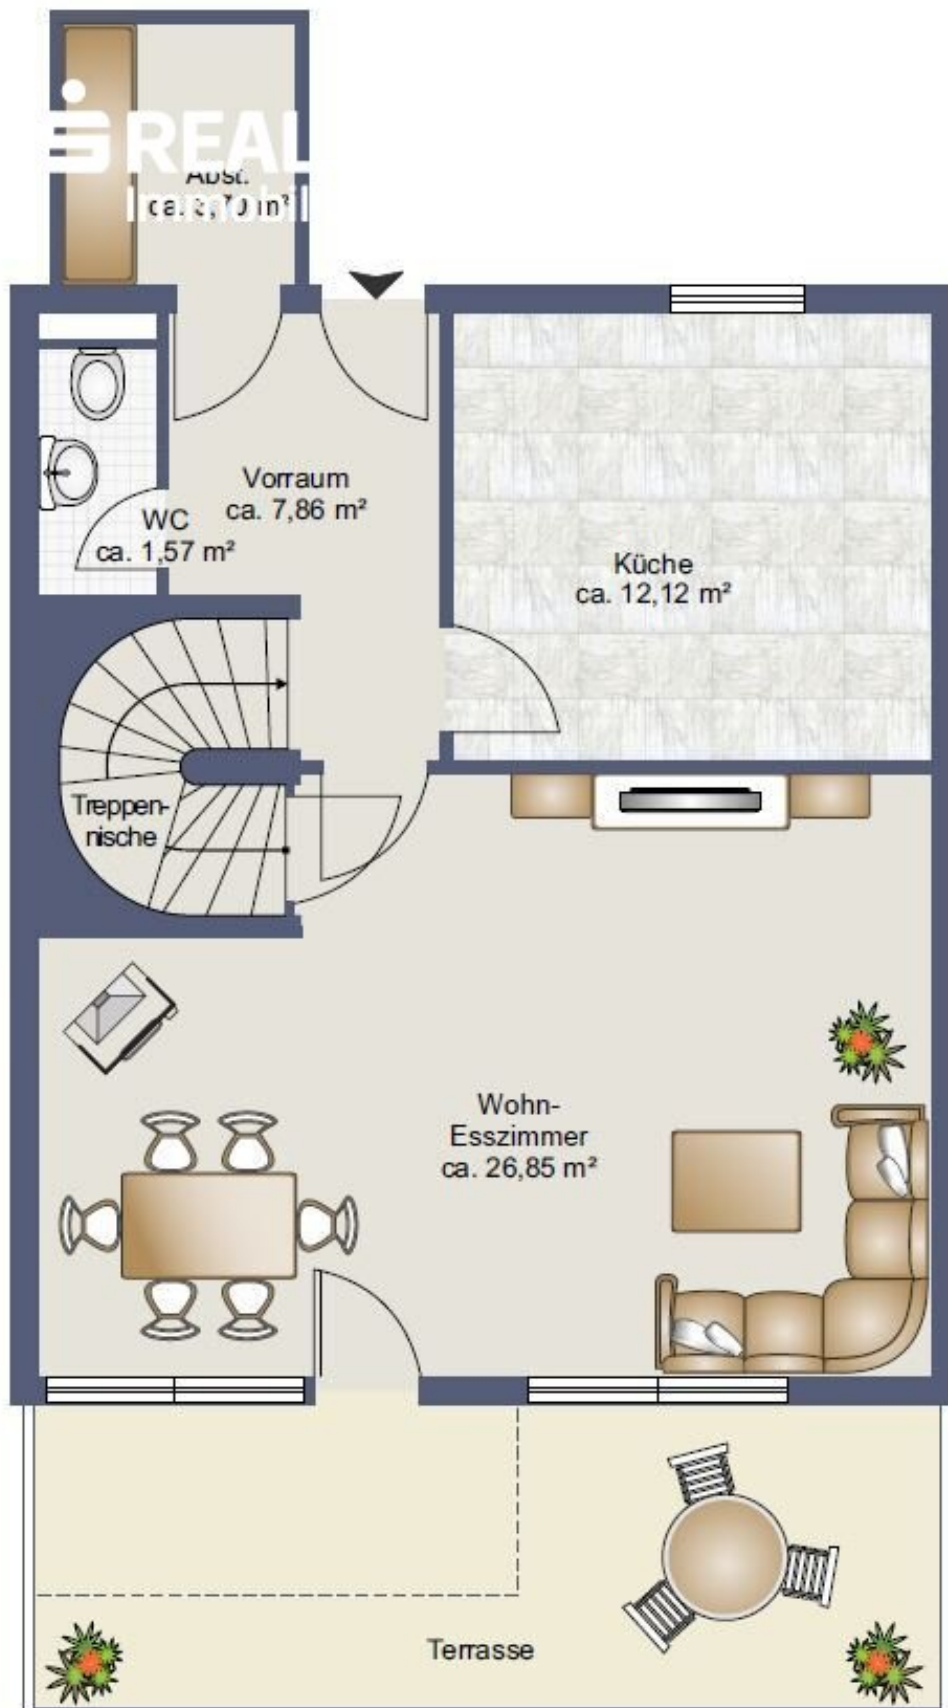 REAL
Immobil
Abst.
Vorraum
ca. 7,86 m²
WC
ca. 1,57 m²
Küche
ca. 12,12 m²
Treppen-
nische
Wohn-
Esszimmer
ca. 26,85 m²
Terrasse